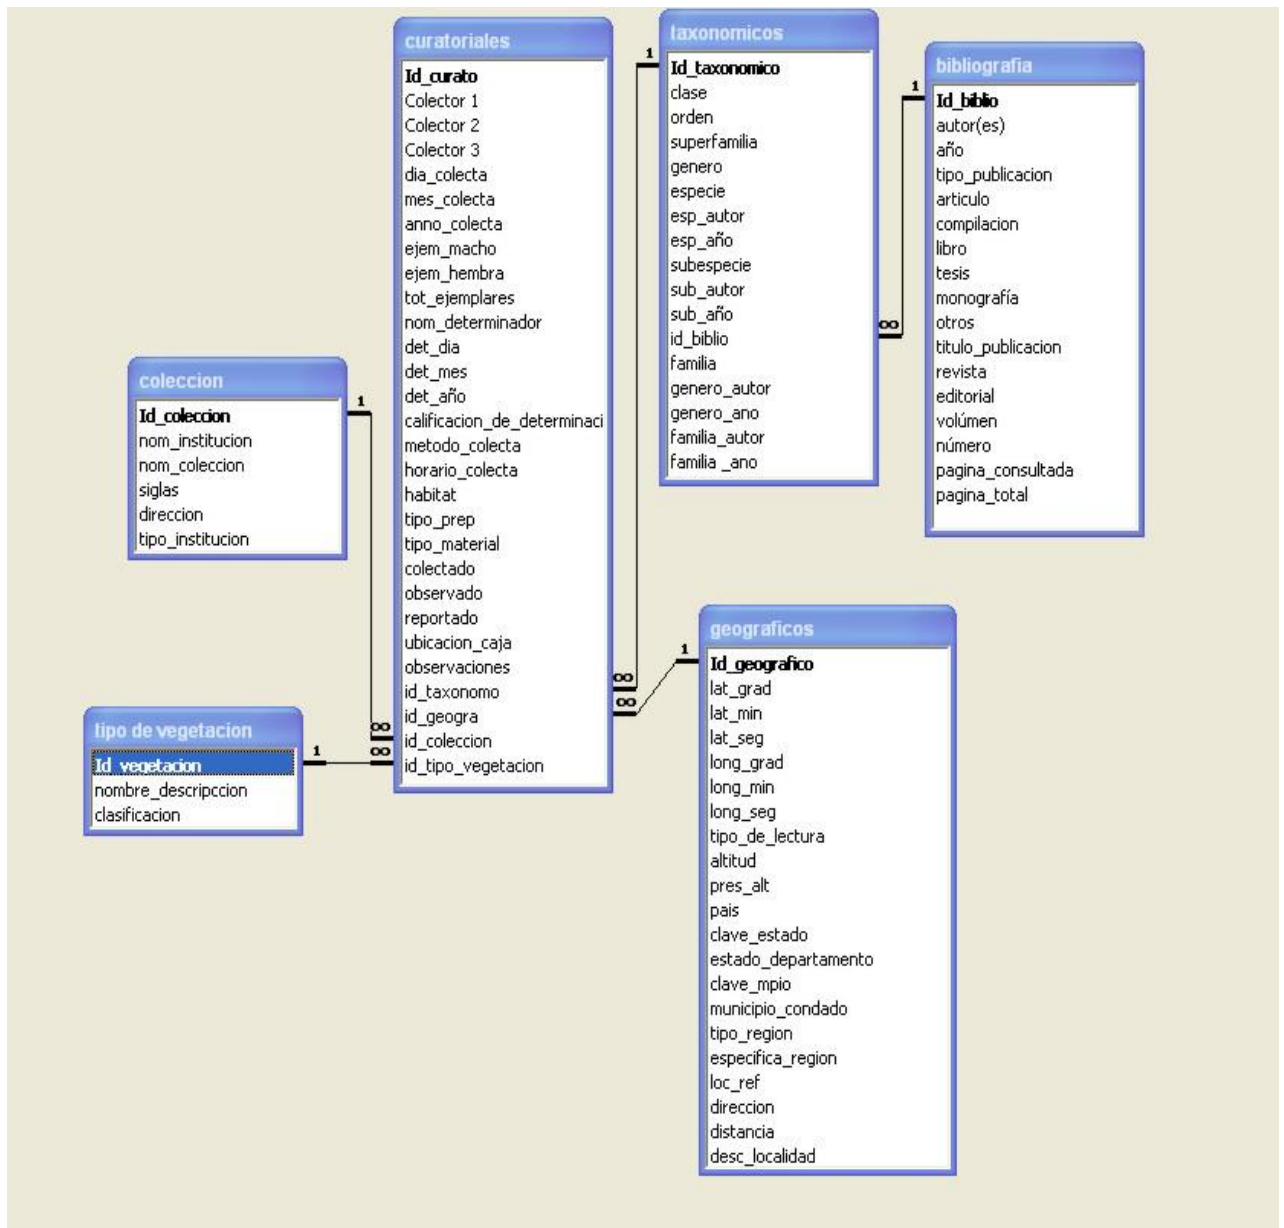 curatoriales
Id_curato
Colector 1
Colector 2
Colector 3
dia_colecta
mes_colecta
anno_colecta
ejem_macho
ejem_hembra
tot_ejemplares
nom_determinador
det_dia
det_mes
det_año
calificacion_de_determinaci
metodo_colecta
horario_colecta
habitat
tipo_prep
tipo_material
colectado
observado
reportado
ubicacion_caja
observaciones
id_taxonomo
id_geogra
id_coleccion
id_tipo_vegetacion
taxonomicos
Id_taxonomico
clase
orden
superfamilia
genero
especie
esp_autor
esp_año
subespecie
sub_autor
sub_año
id_biblio
familia
genero_autor
genero_ano
familia_autor
familia _ano
bibliografia
Id_biblio
autor(es)
año
tipo_publicacion
articulo
compilacion
libro
tesis
monografía
otros
titulo_publicacion
revista
editorial
volúmen
número
pagina_consultada
pagina_total
coleccion
Id_coleccion
nom_institucion
nom_coleccion
siglas
direccion
tipo_institucion
tipo de vegetacion
Id_vegetacion
nombre_descripccion
clasificacion
geograficos
Id_geografico
lat_grad
lat_min
lat_seg
long_grad
long_min
long_seg
tipo_de_lectura
altitud
pres_alt
pais
clave_estado
estado_departamento
clave_mpio
municipio_condado
tipo_region
especifica_region
loc_ref
direccion
distancia
desc_localidad
1
∞
1
∞
1
∞
1
∞
1
∞